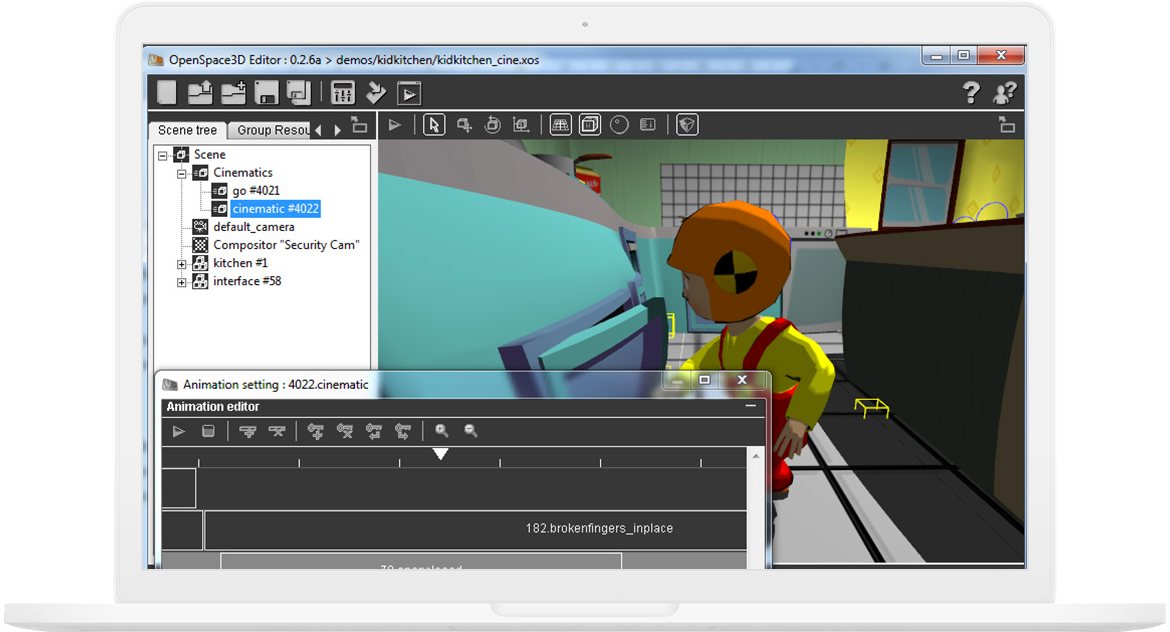 OpenSpace3D Editor : 0.2.6a > demos/kidkitchen/kidkitchen_cine.xos
Scene tree
Group Resou
Scene
Cinematics
go #4021
cinematic #4022
default_camera
Compositor "Security Cam"
kitchen #1
interface #58
Animation setting : 4022.cinematic
Animation editor
182.brokenfingers_inplace